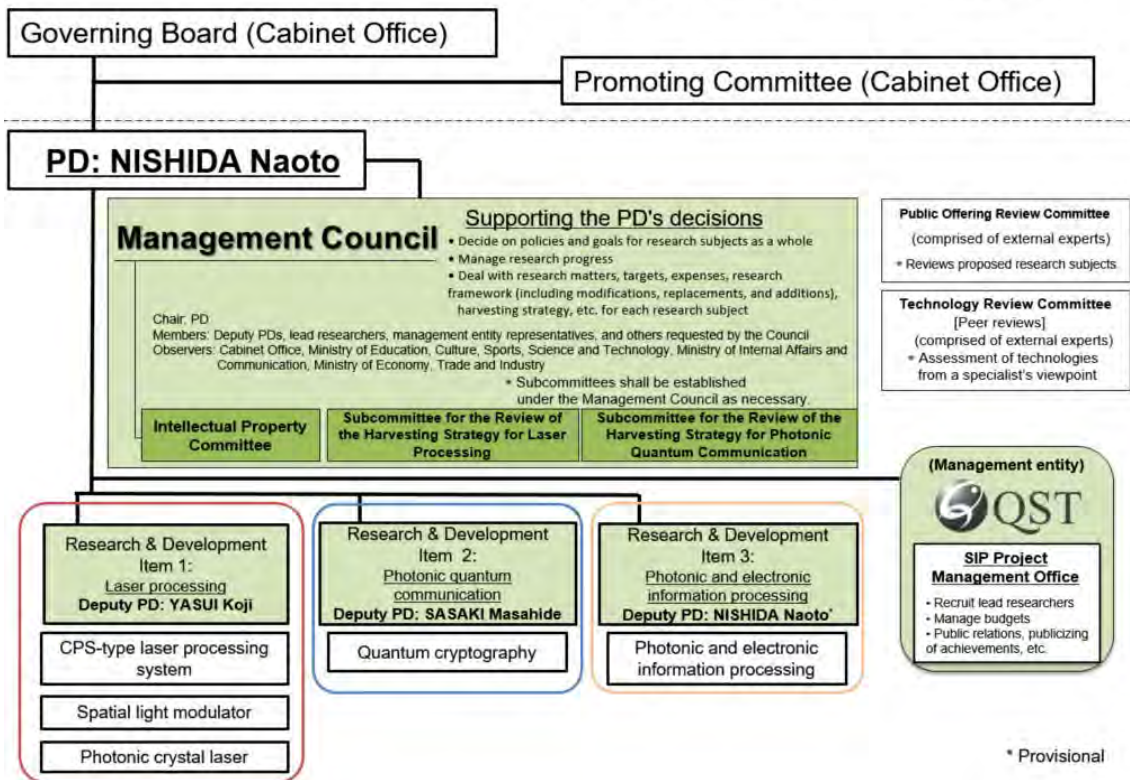 Governing Board (Cabinet Office)
Promoting Committee (Cabinet Office)
PD: NISHIDA Naoto
Management Council
Supporting the PD's decisions
• Decide on policies and goals for research subjects as a whole
• Manage research progress
• Deal with research matters, targets, expenses, research
framework (including modifications, replacements, and additions),
harvesting strategy, etc. for each research subject
Chair: PD
Members: Deputy PDs, lead researchers, management entity representatives, and others requested by the Council
Observers: Cabinet Office, Ministry of Education, Culture, Sports, Science and Technology, Ministry of Internal Affairs and
Communication, Ministry of Economy, Trade and Industry
* Subcommittees shall be established
under the Management Council as necessary.
Intellectual Property
Committee
Subcommittee for the Review of
the Harvesting Strategy for Laser
Processing
Subcommittee for the Review of the
Harvesting Strategy for Photonic
Quantum Communication
Public Offering Review Committee
(comprised of external experts)
* Reviews proposed research subjects
Technology Review Committee
[Peer reviews]
(comprised of external experts)
* Assessment of technologies
from a specialist's viewpoint
(Management entity)
QST
SIP Project
Management Office
• Recruit lead researchers
• Manage budgets
• Public relations, publicizing
of achievements, etc.
Research & Development
Item 1:
Laser processing
Deputy PD: YASUI Koji
CPS-type laser processing
system
Spatial light modulator
Photonic crystal laser
Research & Development
Item 2:
Photonic quantum
communication
Deputy PD: SASAKI Masahide
Quantum cryptography
Research & Development
Item 3:
Photonic and electronic
information processing
Deputy PD: NISHIDA Naoto*
Photonic and electronic
information processing
* Provisional